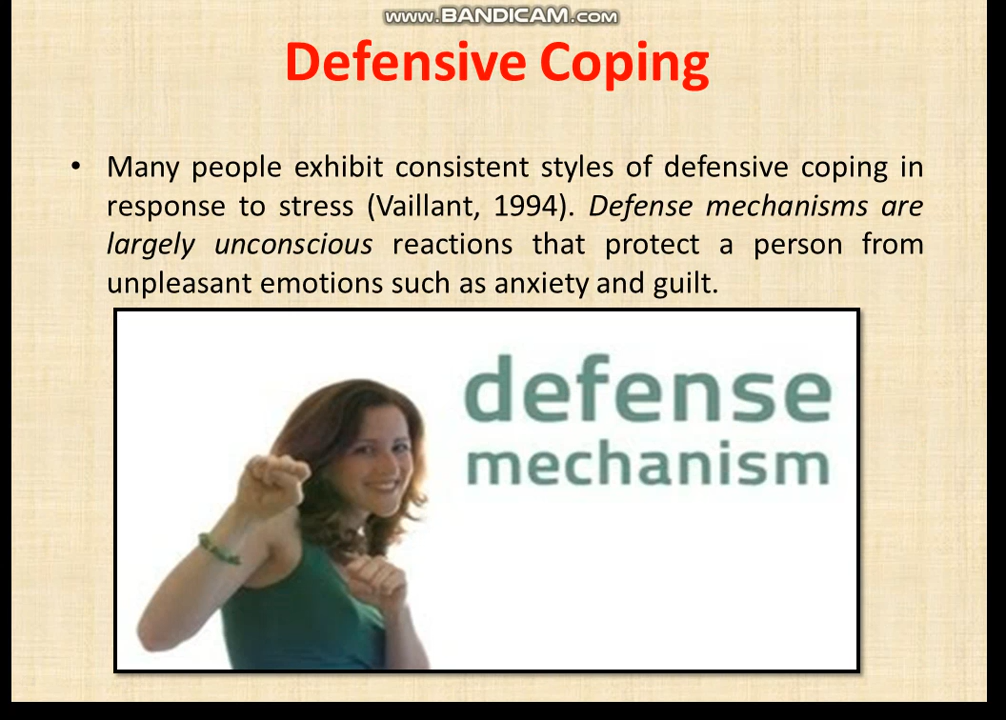 www.BANDICAM.com
Defensive Coping
• Many people exhibit consistent styles of defensive coping in
response to stress (Vaillant, 1994). Defense mechanisms are
largely unconscious reactions that protect a person from
unpleasant emotions such as anxiety and guilt.
defense
mechanism